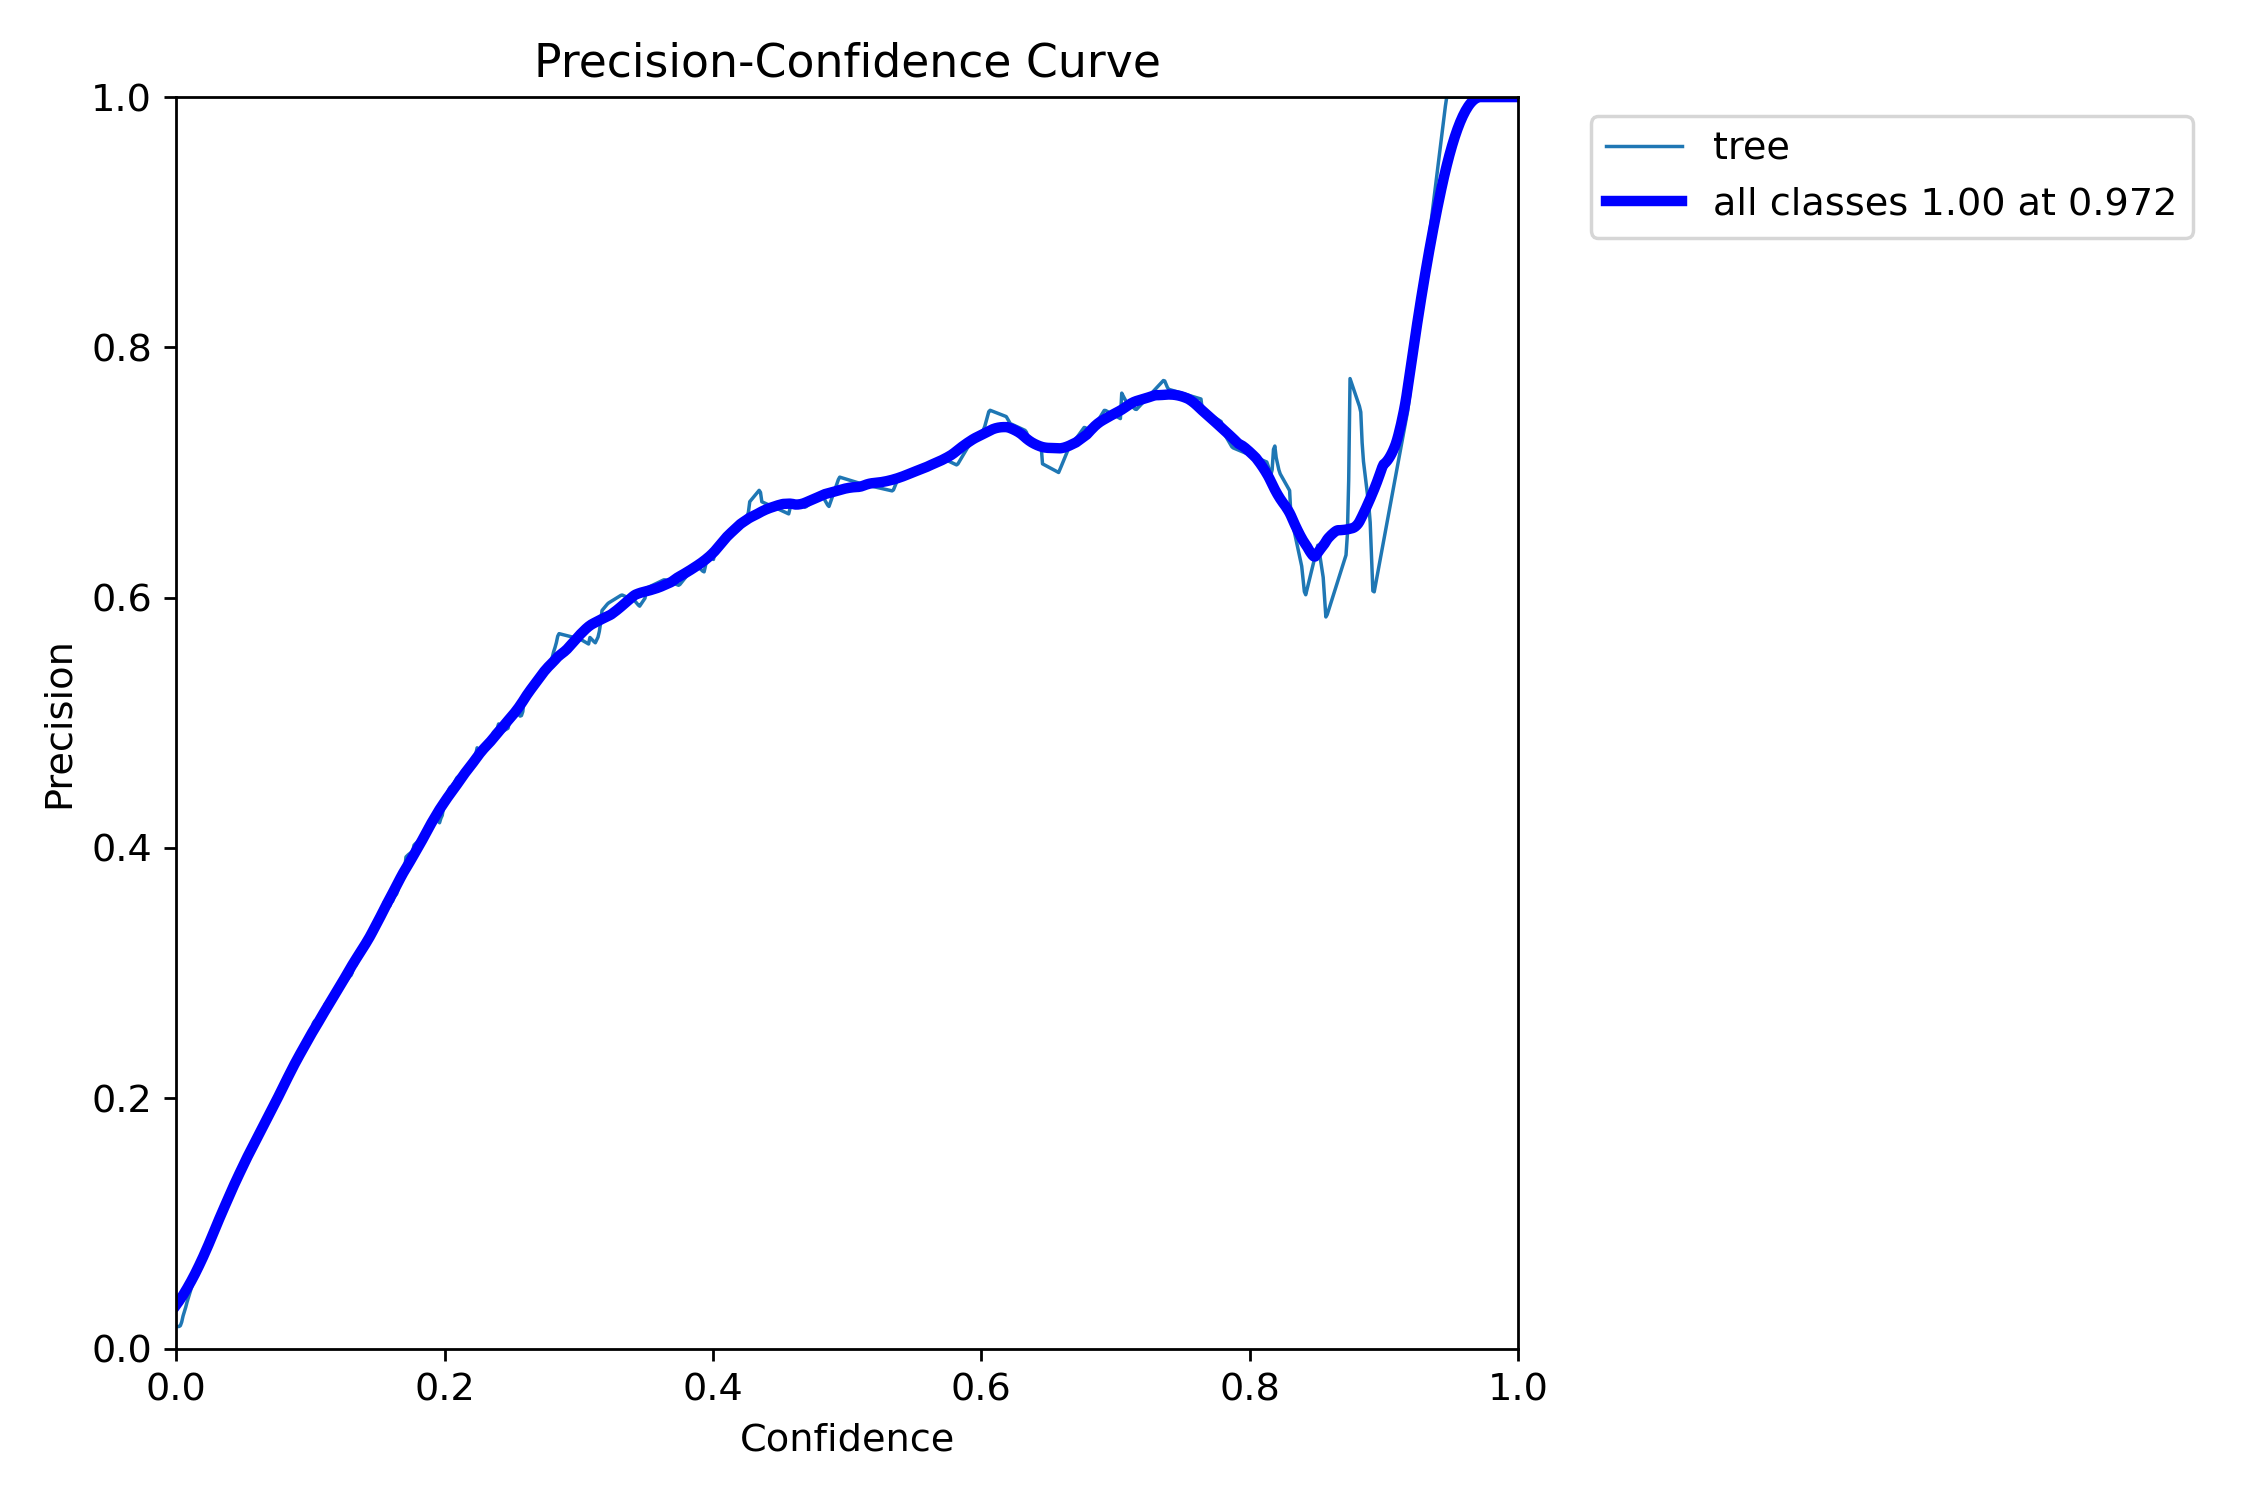 Precision-Confidence Curve
1.0
0.8
0.6
0.4
0.2
0.0
Precision
0.0 0.2 0.4 0.6 0.8 1.0
Confidence
tree
all classes 1.00 at 0.972